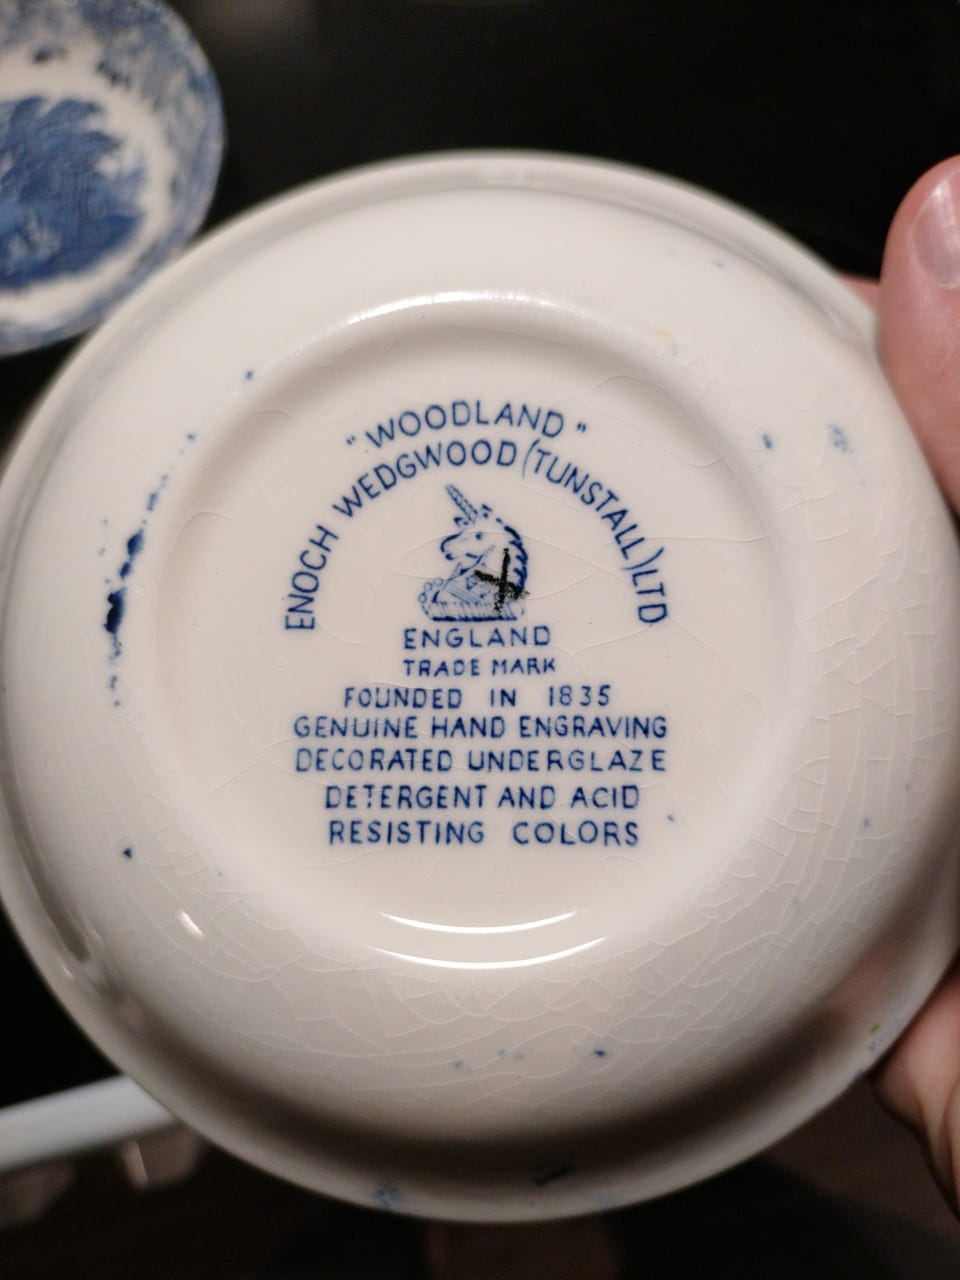 "WOODLAND"
ENOCH WEDGWOOD (TUNSTALL) LTD
ENGLAND
TRADE MARK
FOUNDED IN 1835
GENUINE HAND ENGRAVING
DECORATED UNDERGLAZE
DETERGENT AND ACID
RESISTING COLORS